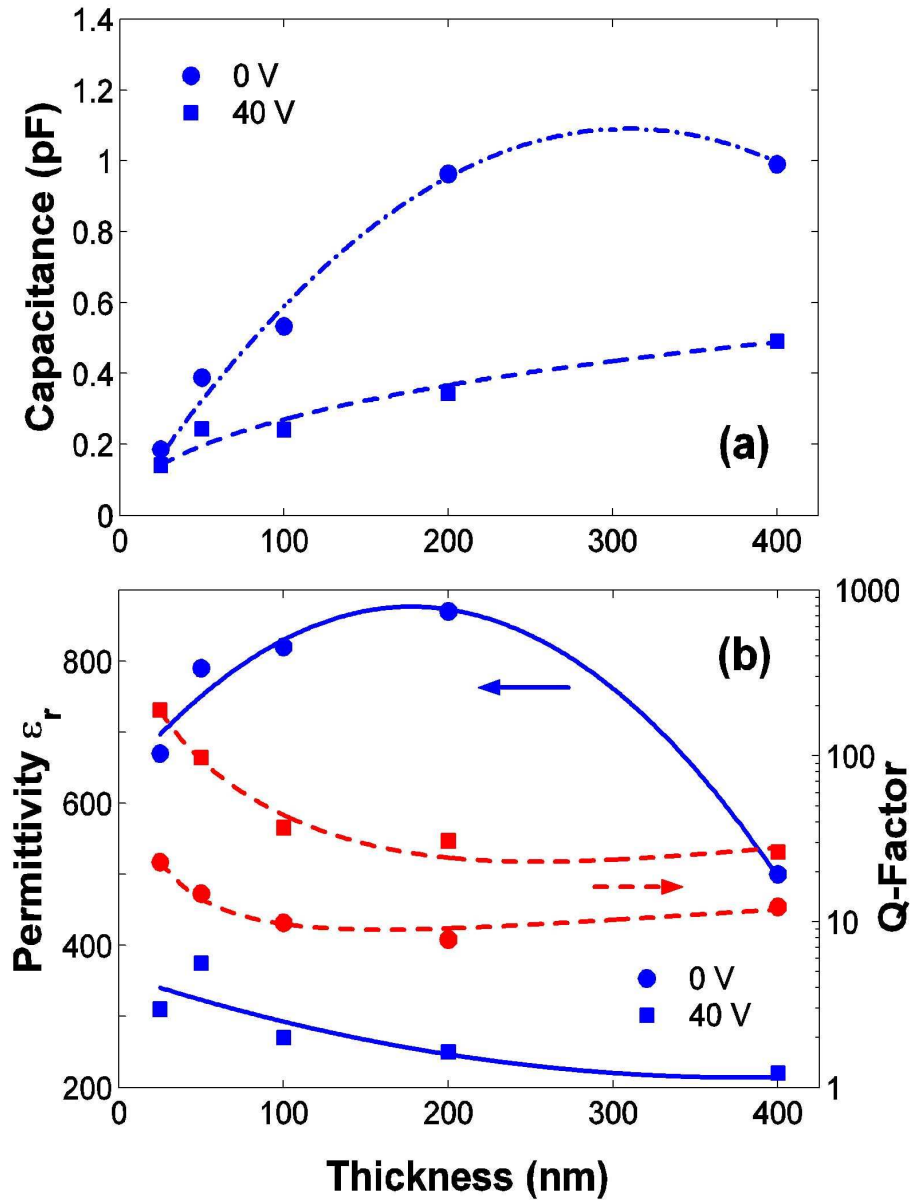 1.4
1.2
1
0.8
0.6
0.4
0.2
0
Capacitance (pF)
0 V
40 V
(a)
0 100 200 300 400
800
600
400
200
Permittivity εr
1000
100
10
1
Q-Factor
(b)
0 V
40 V
0 100 200 300 400
Thickness (nm)